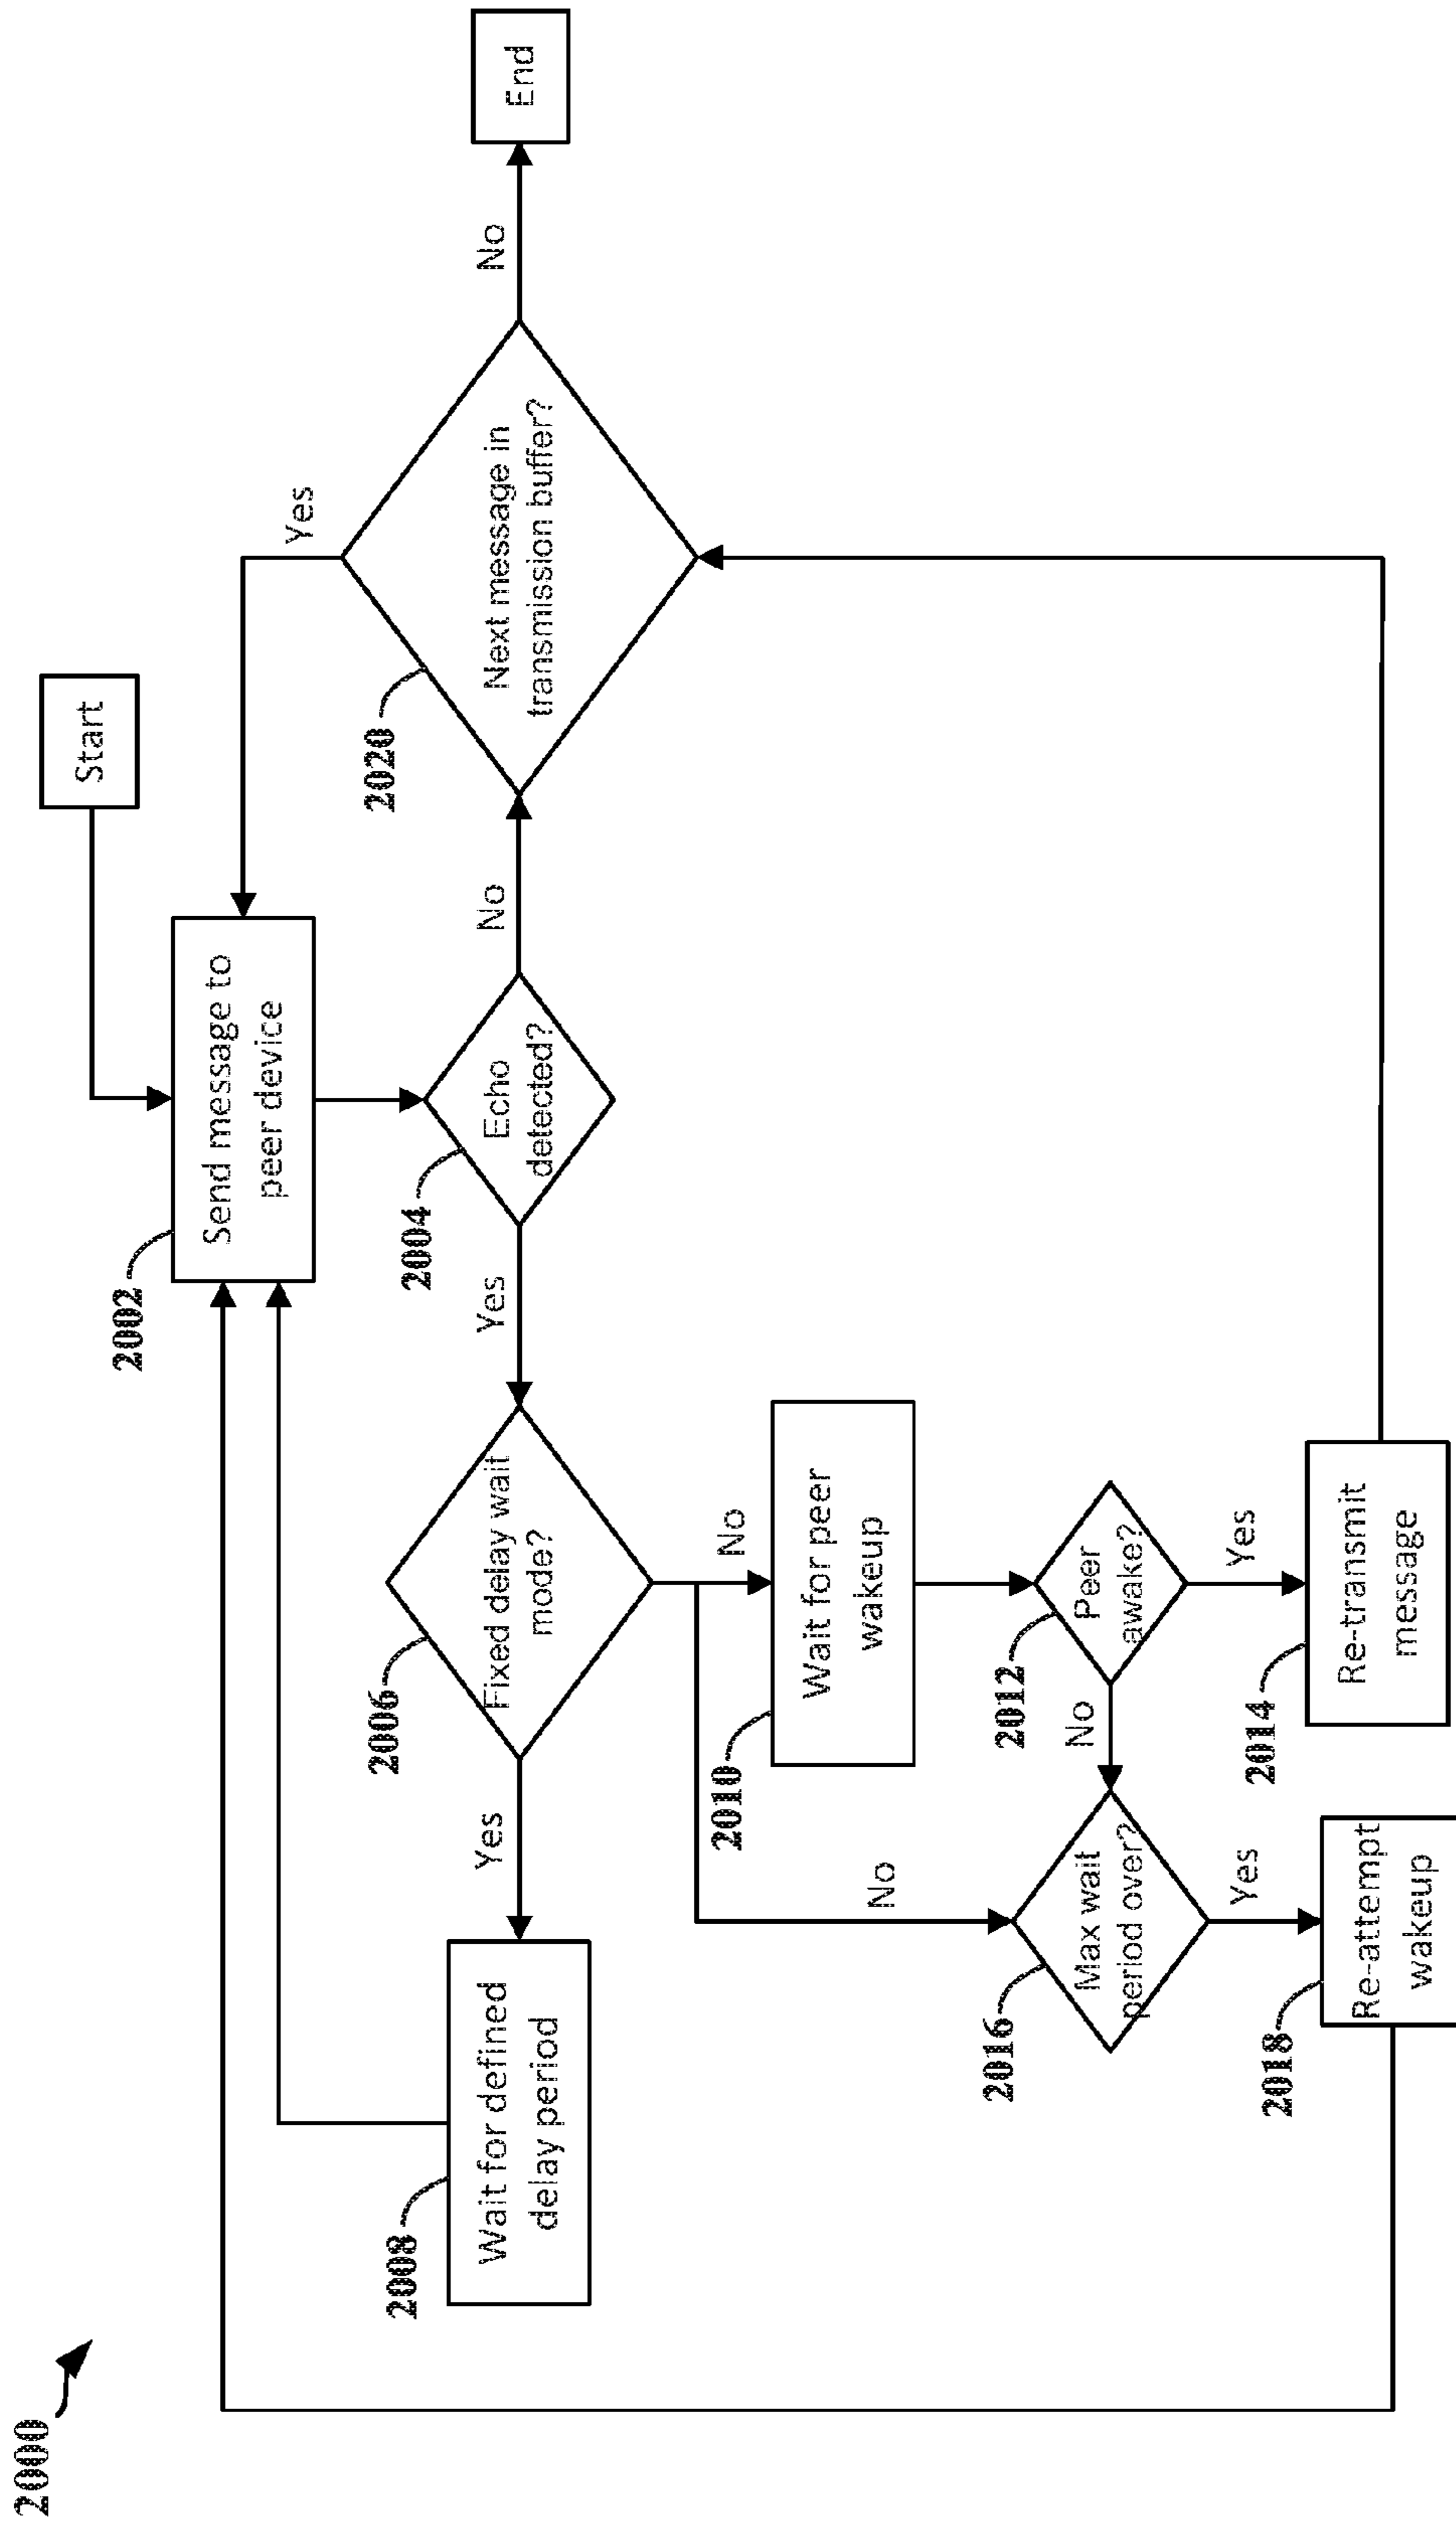 2000
Start
2002
Send message to
peer device
2004
Echo
detected?
No
Yes
2020
Next message in
transmission buffer?
Yes
No
End
2006
Fixed delay wait
mode?
Yes
2008
Wait for defined
delay period
No
2010
Wait for peer
wakeup
No
2012
Peer
awake?
No
Yes
2014
Re-transmit
message
2016
Max wait
period over?
Yes
2018
Re-attempt
wakeup